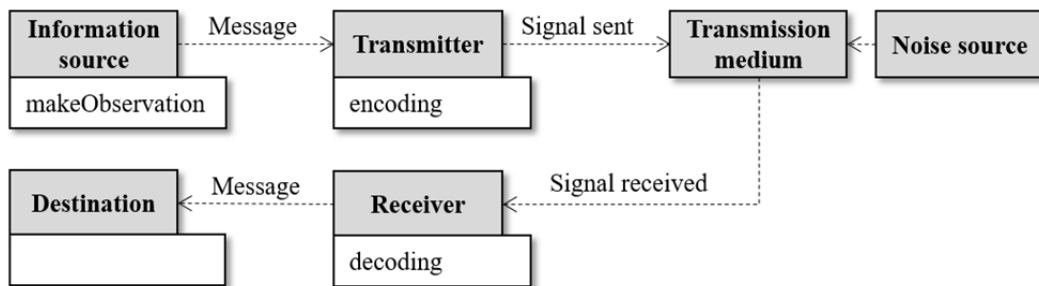 Information
source
Message
Transmitter
Signal sent
Transmission
medium
Noise source
makeObservation
encoding
Destination
Message
Receiver
Signal received
decoding